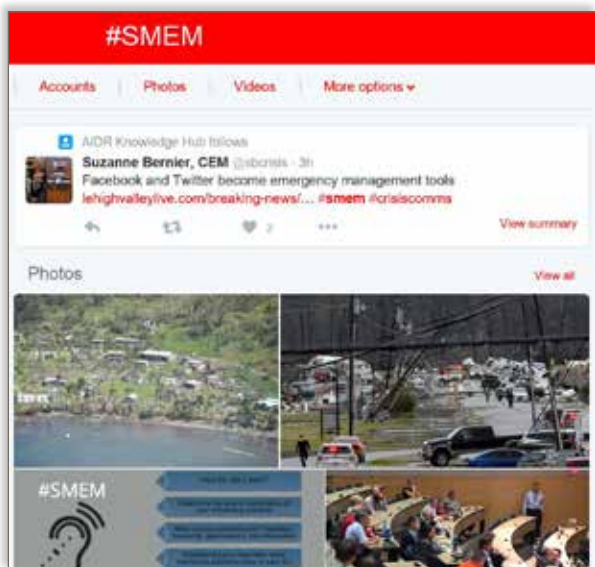 #SMEM
Accounts Photos Videos More options
AIDR Knowledge Hub follows
Suzanne Bernier, CEM @sbcrisis · 3h
Facebook and Twitter become emergency management tools
lehighvalleylive.com/breaking-news/... #smem #crisiscomms
2 View summary
Photos View all
#SMEM